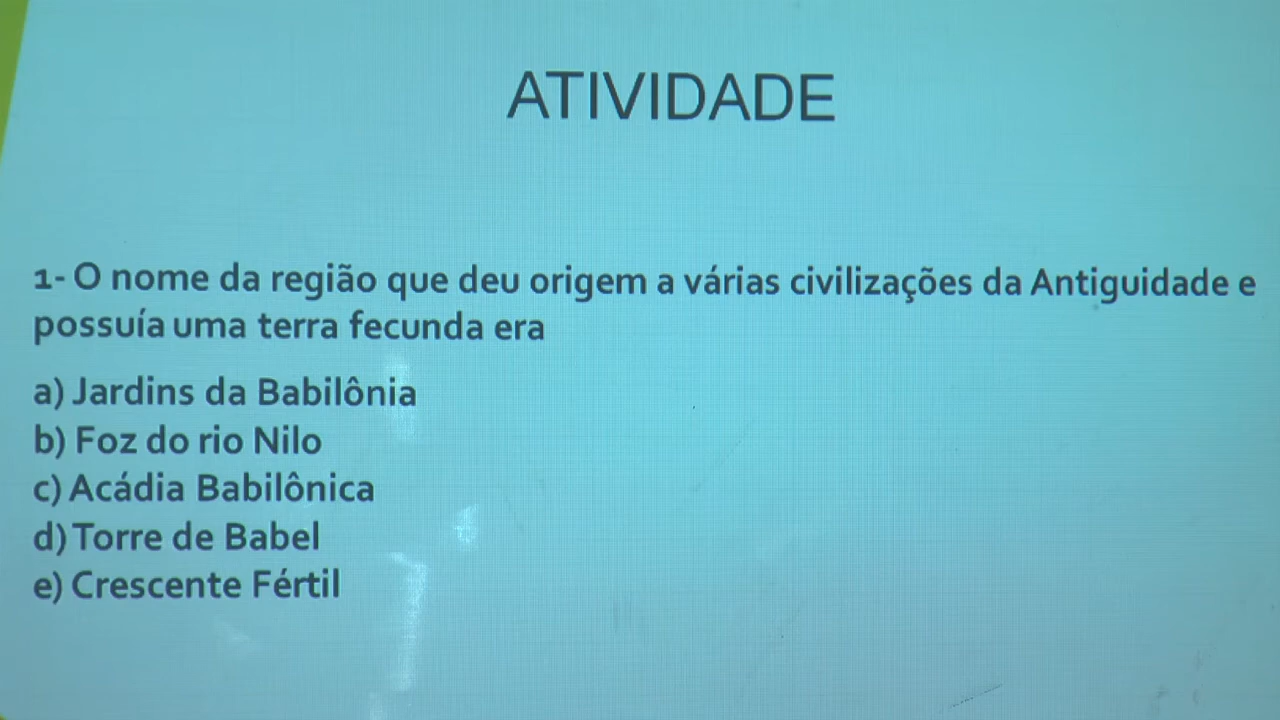 ATIVIDADE
1- O nome da região que deu origem a várias civilizações da Antiguidade e
possuía uma terra fecunda era
a) Jardins da Babilônia
b) Foz do rio Nilo
c) Acádia Babilônica
d) Torre de Babel
e) Crescente Fértil